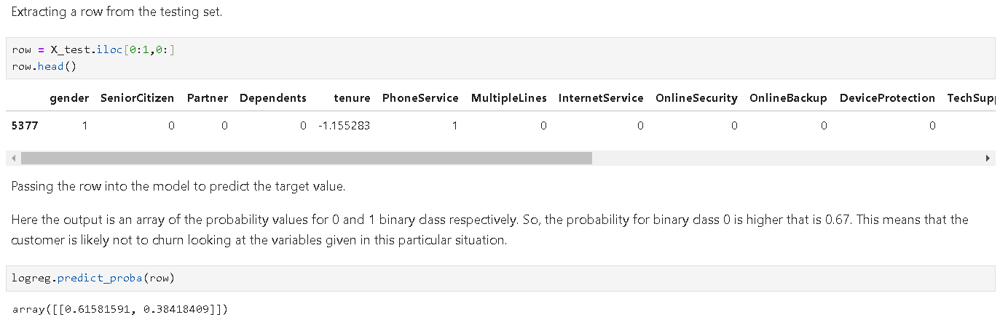 Extracting a row from the testing set.
row = X_test.iloc[0:1,0:]
row.head()
gender SeniorCitizen Partner Dependents tenure PhoneService MultipleLines InternetService OnlineSecurity OnlineBackup DeviceProtection TechSupp
5377 1 0 0 0 -1.155283 1 0 0 0 0 0
Passing the row into the model to predict the target value.
Here the output is an array of the probability values for 0 and 1 binary class respectively. So, the probability for binary class 0 is higher that is 0.67. This means that the
customer is likely not to churn looking at the variables given in this particular situation.
logreg.predict_proba(row)
array([[0.61581591, 0.38418409]])